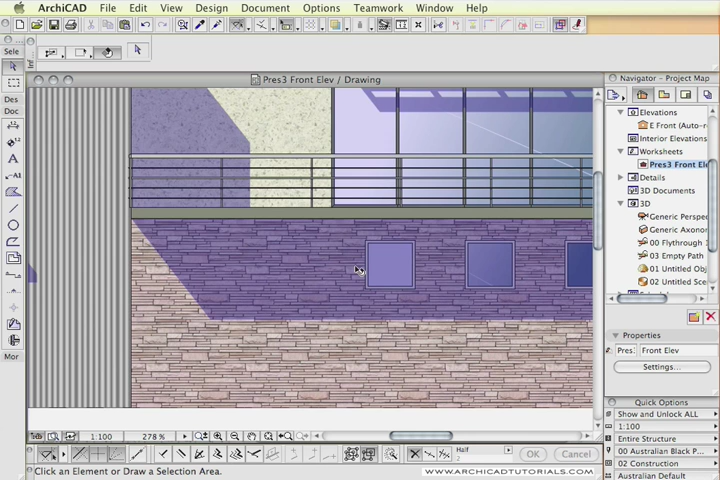 ArchiCAD File Edit View Design Document Options Teamwork Window Help
Sele
Inf
Pres3 Front Elev / Drawing
Navigator - Project Map
Des
Doc
Elevations
E Front (Auto-r
Interior Elevations
Worksheets
Pres3 Front Ele
Details
3D Documents
3D
Generic Perspe
Generic Axono
00 Flythrough 1
03 Empty Path
01 Untitled Obj
02 Untitled Sce
Properties
Pres: Front Elev
Settings...
Mor
Quick Options
Show and Unlock ALL
1:100
Entire Structure
00 Australian Black P...
02 Construction
Australian Default
1:100 278 %
Half
2
OK Cancel
Click an Element or Draw a Selection Area.
WWW.ARCHICADTUTORIALS.COM